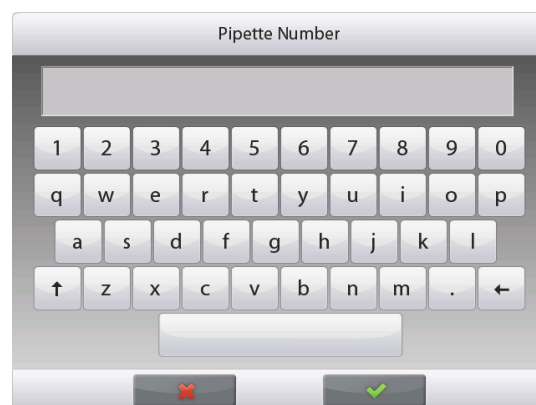 Pipette Number
1 2 3 4 5 6 7 8 9 0
q w e r t y u i o p
a s d f g h j k l
z x c v b n m .